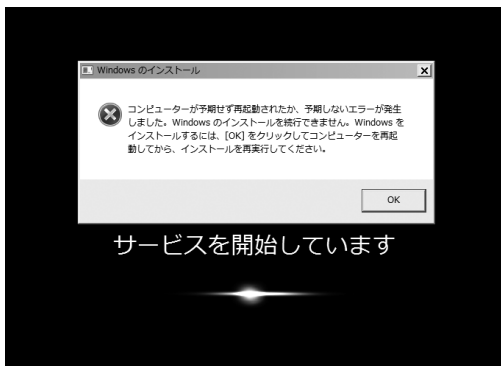 Windows のインストール
コンピューターが予期せず再起動されたか、予期しないエラーが発生
しました。Windows のインストールを続行できません。Windows を
インストールするには、[OK] をクリックしてコンピューターを再起
動してから、インストールを再実行してください。
OK
サービスを開始しています